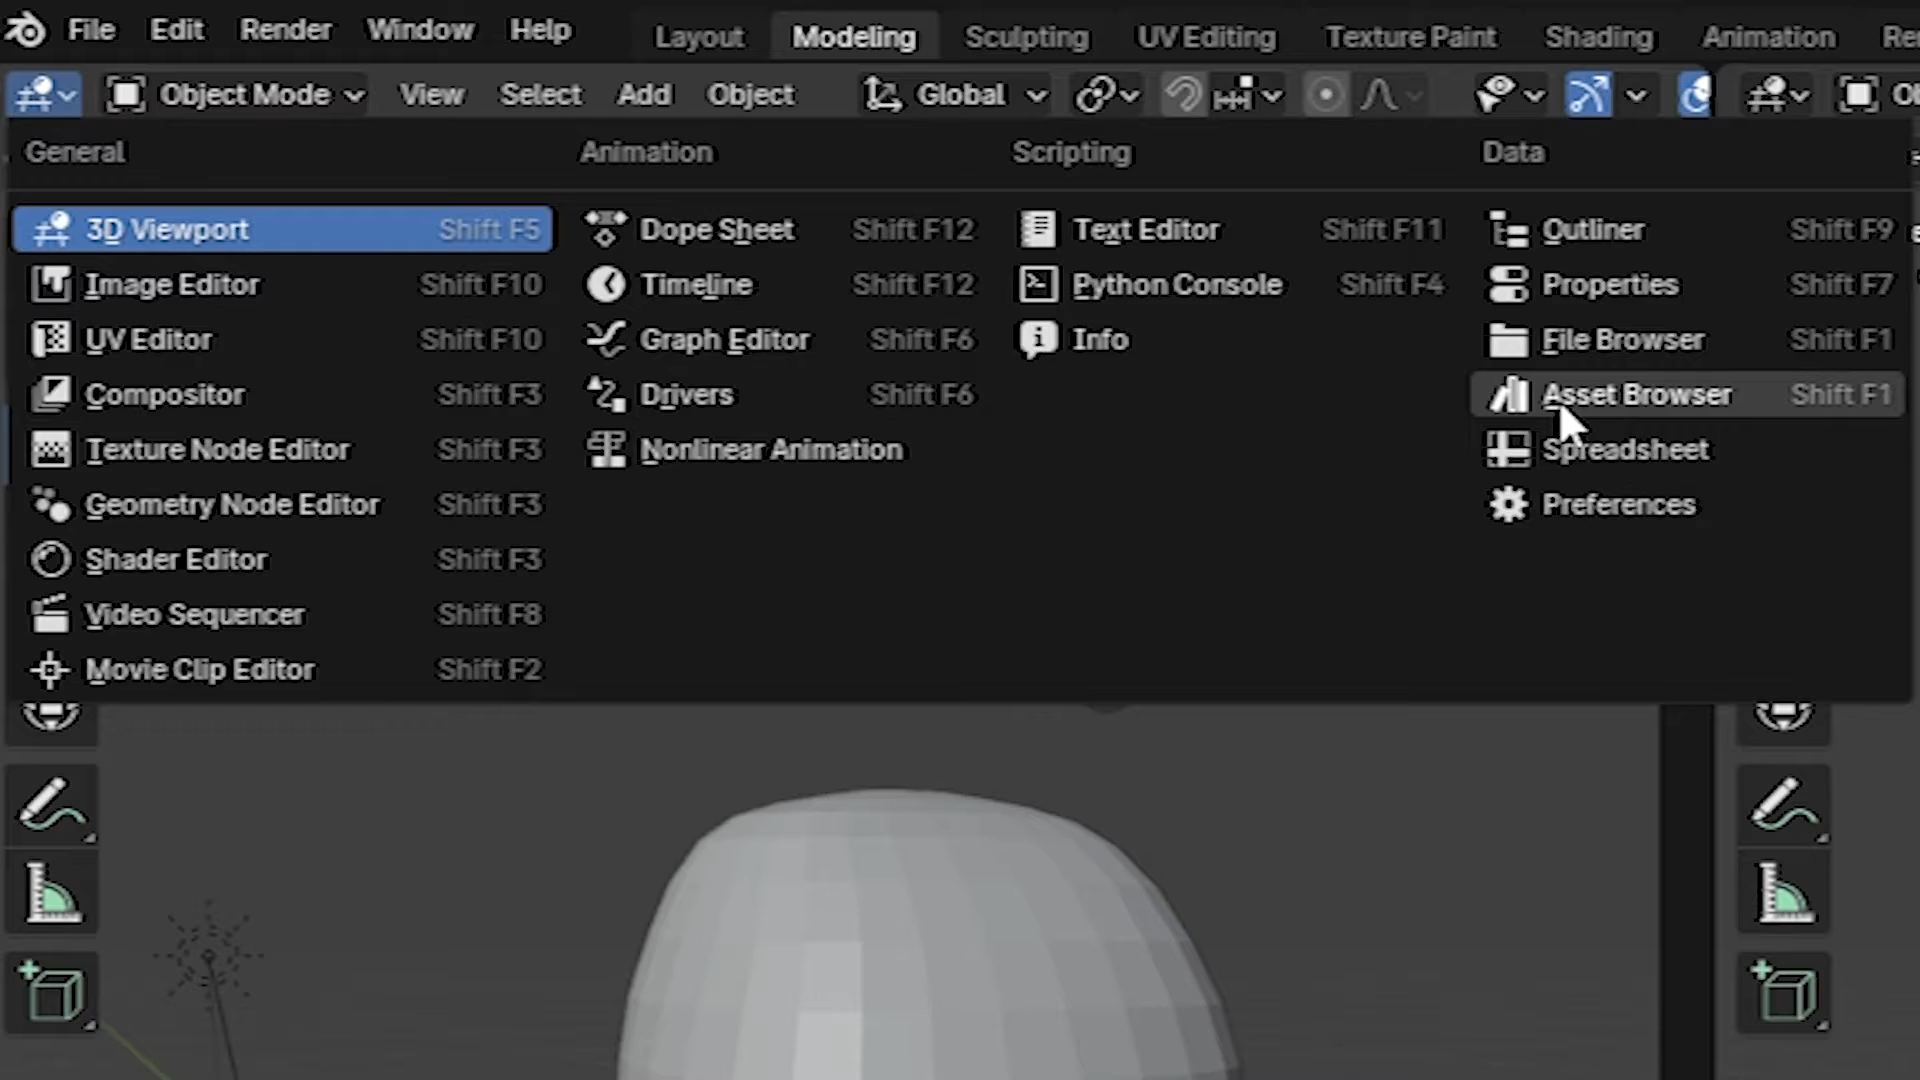 File Edit Render Window Help Layout Modeling Sculpting UV Editing Texture Paint Shading Animation
Object Mode View Select Add Object Global
General Animation Scripting Data
3D Viewport Shift F5 Dope Sheet Shift F12 Text Editor Shift F11 Outliner Shift F9
Image Editor Shift F10 Timeline Shift F12 Python Console Shift F4 Properties Shift F7
UV Editor Shift F10 Graph Editor Shift F6 Info File Browser Shift F1
Compositor Shift F3 Drivers Shift F6 Asset Browser Shift F1
Texture Node Editor Shift F3 Nonlinear Animation Spreadsheet
Geometry Node Editor Shift F3 Preferences
Shader Editor Shift F3
Video Sequencer Shift F8
Movie Clip Editor Shift F2